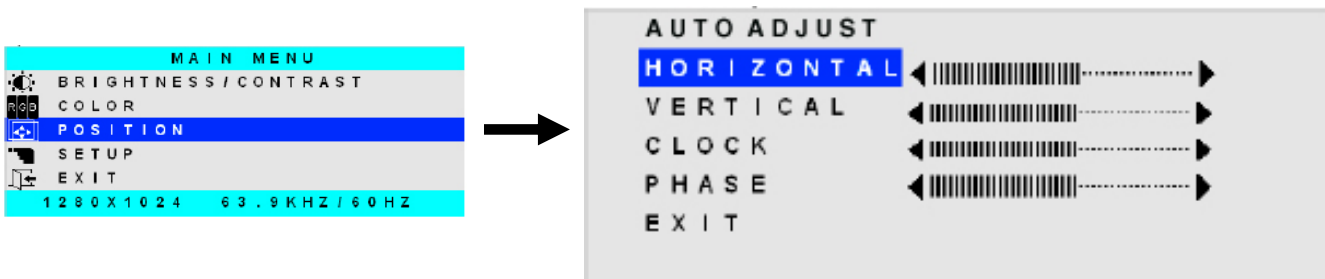 MAIN MENU
BRIGHTNESS/CONTRAST
RGB COLOR
POSITION
SETUP
EXIT
1280X1024 63.9KHZ/60HZ
AUTO ADJUST
HORIZONTAL
VERTICAL
CLOCK
PHASE
EXIT